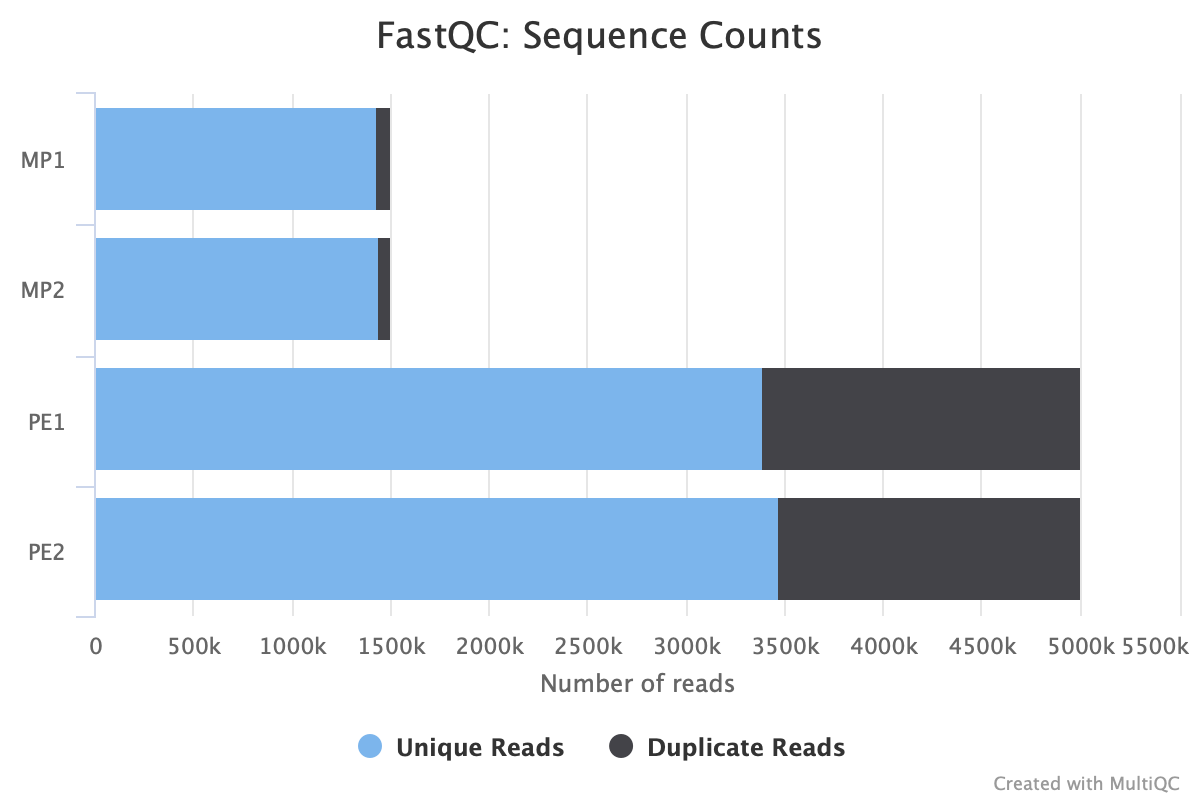 FastQC: Sequence Counts
MP1
MP2
PE1
PE2
0 500k 1000k 1500k 2000k 2500k 3000k 3500k 4000k 4500k 5000k 5500k
Number of reads
Unique Reads Duplicate Reads
Created with MultiQC